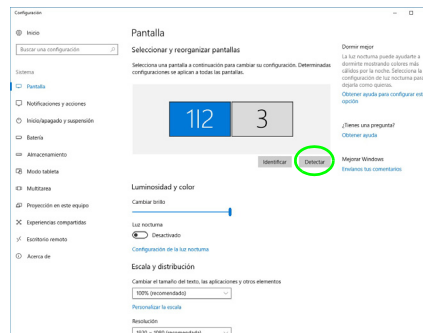 Configuración
Inicio
Buscar una configuración
Sistema
Pantalla
Notificaciones y acciones
Inicio/apagado y suspensión
Batería
Almacenamiento
Modo tableta
Multitarea
Proyección en este equipo
Experiencias compartidas
Escritorio remoto
Acerca de
Pantalla
Seleccionar y reorganizar pantallas
Selecciona una pantalla a continuación para cambiar su configuración. Determinadas
configuraciones se aplican a todas las pantallas.
1|2
3
Identificar
Detectar
Luminosidad y color
Cambiar brillo
Luz nocturna
Desactivado
Configuración de la luz nocturna
Escala y distribución
Cambiar el tamaño del texto, las aplicaciones y otros elementos
100% (recomendado)
Personalizar la escala
Resolución
1920 × 1080 (recomendado)
Dormir mejor
La luz nocturna puede ayudarte a
dormirte mostrando colores más
cálidos por la noche. Selecciona la
configuración de luz nocturna para
dejarla como quieras.
Obtener ayuda para configurar est
opción
¿Tienes una pregunta?
Obtener ayuda
Mejorar Windows
Envíanos tus comentarios